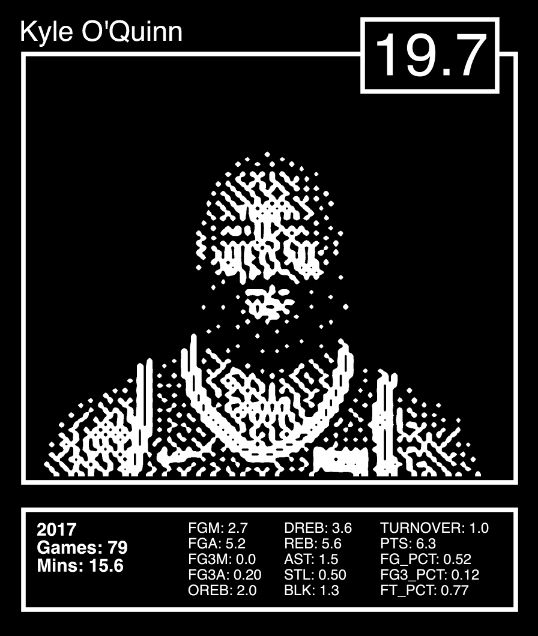 Kyle O'Quinn
19.7
2017
Games: 79
Mins: 15.6
FGM: 2.7
FGA: 5.2
FG3M: 0.0
FG3A: 0.20
OREB: 2.0
DREB: 3.6
REB: 5.6
AST: 1.5
STL: 0.50
BLK: 1.3
TURNOVER: 1.0
PTS: 6.3
FG_PCT: 0.52
FG3_PCT: 0.12
FT_PCT: 0.77